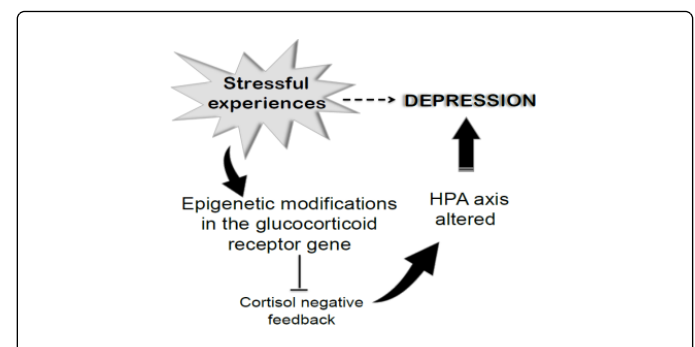 Stressful
experiences
DEPRESSION
Epigenetic modifications
in the glucocorticoid
receptor gene
HPA axis
altered
Cortisol negative
feedback